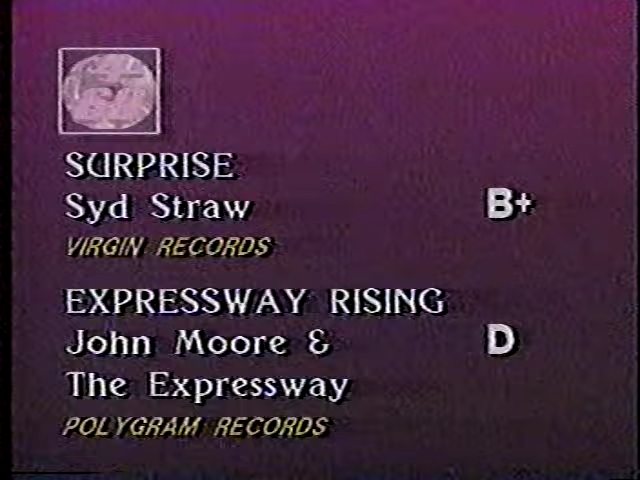 SURPRISE
Syd Straw B+
VIRGIN RECORDS
EXPRESSWAY RISING
John Moore & D
The Expressway
POLYGRAM RECORDS